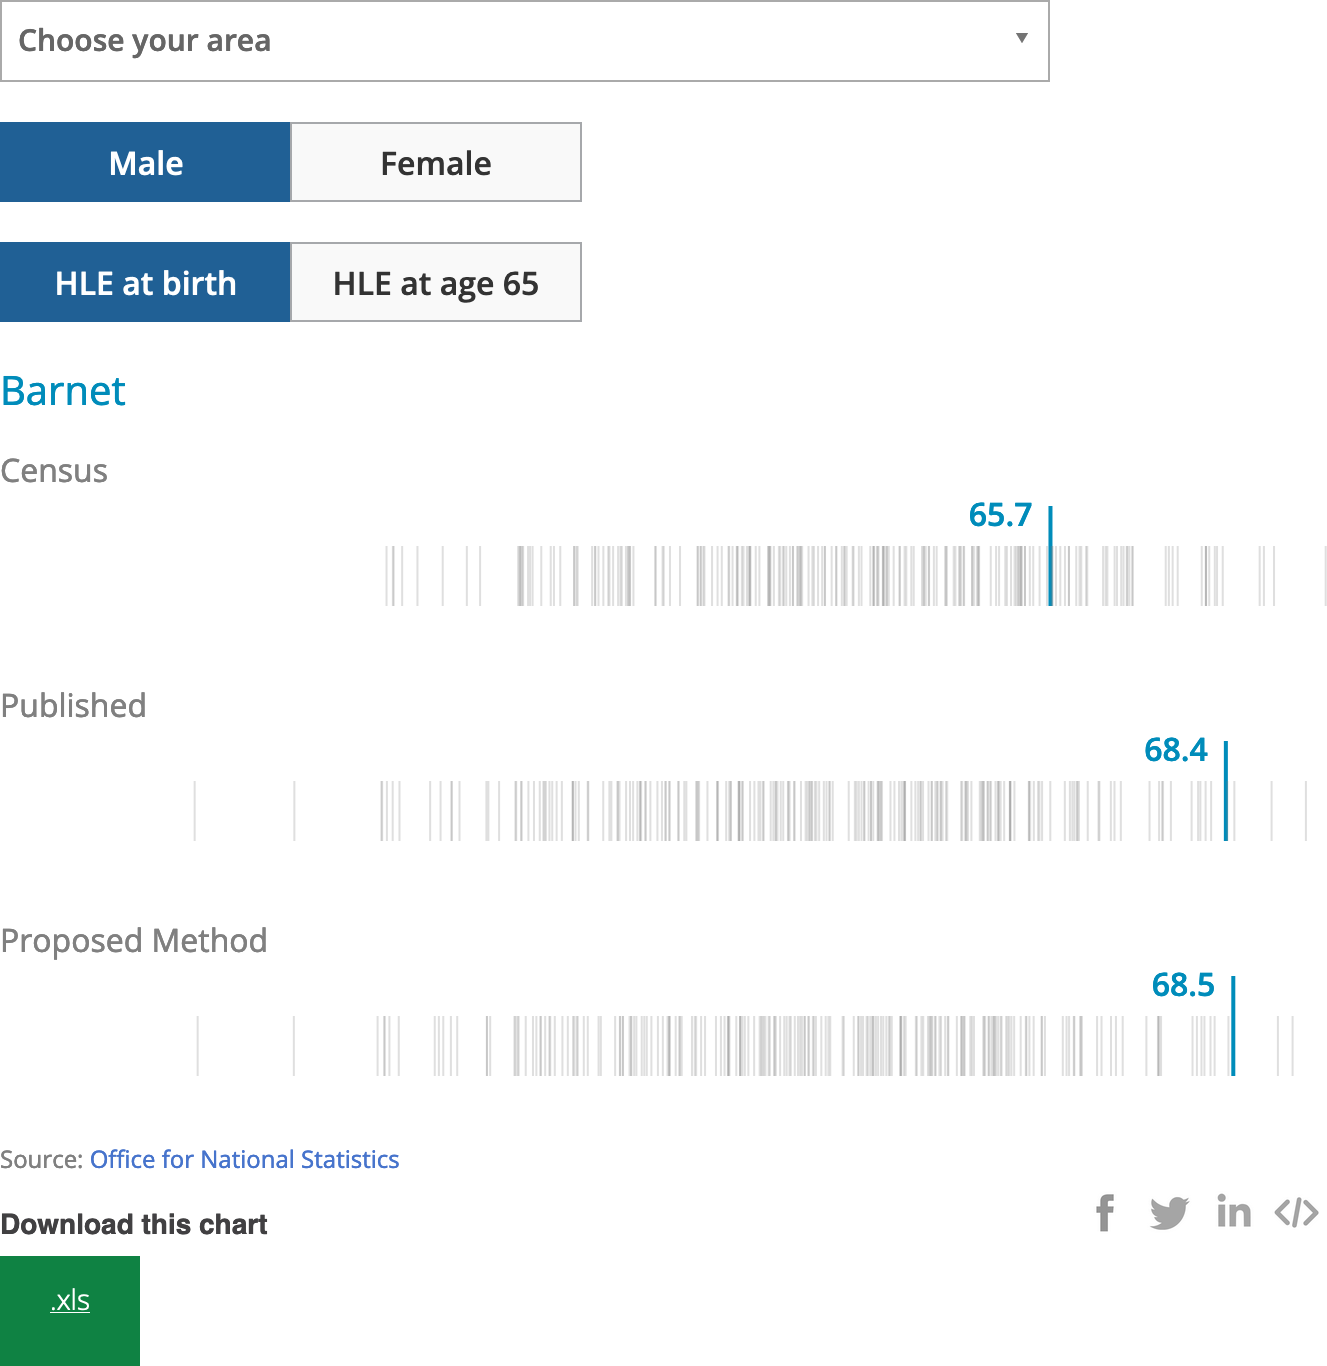 Choose your area
Male
Female
HLE at birth
HLE at age 65
Barnet
Census
65.7
Published
68.4
Proposed Method
68.5
Source: Office for National Statistics
Download this chart
.xls